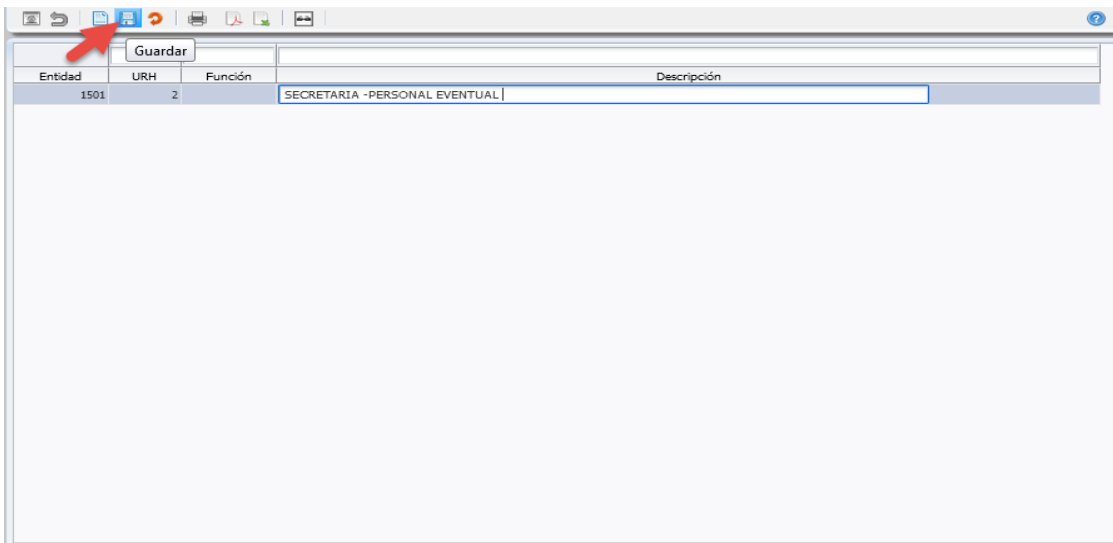 Guardar
Entidad URH Función Descripción
1501 2 SECRETARIA -PERSONAL EVENTUAL